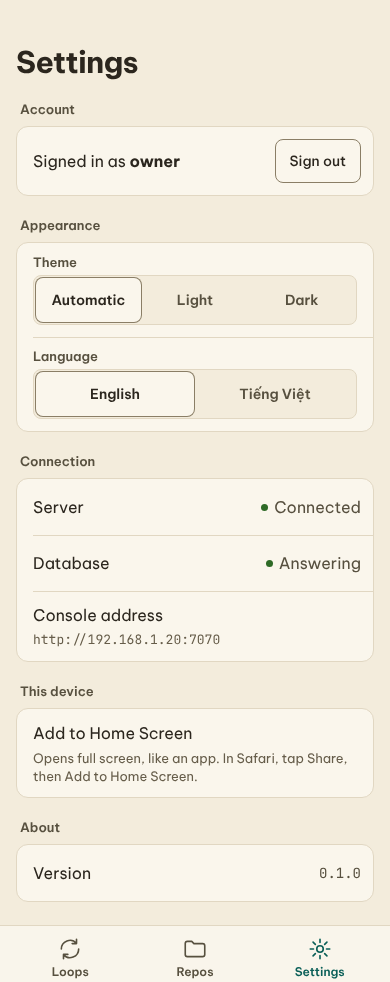 Settings
Account
Signed in as owner
Sign out
Appearance
Theme
Automatic
Light
Dark
Language
English
Tiếng Việt
Connection
Server
Connected
Database
Answering
Console address
http://192.168.1.20:7070
This device
Add to Home Screen
Opens full screen, like an app. In Safari, tap Share,
then Add to Home Screen.
About
Version
0.1.0
Loops
Repos
Settings